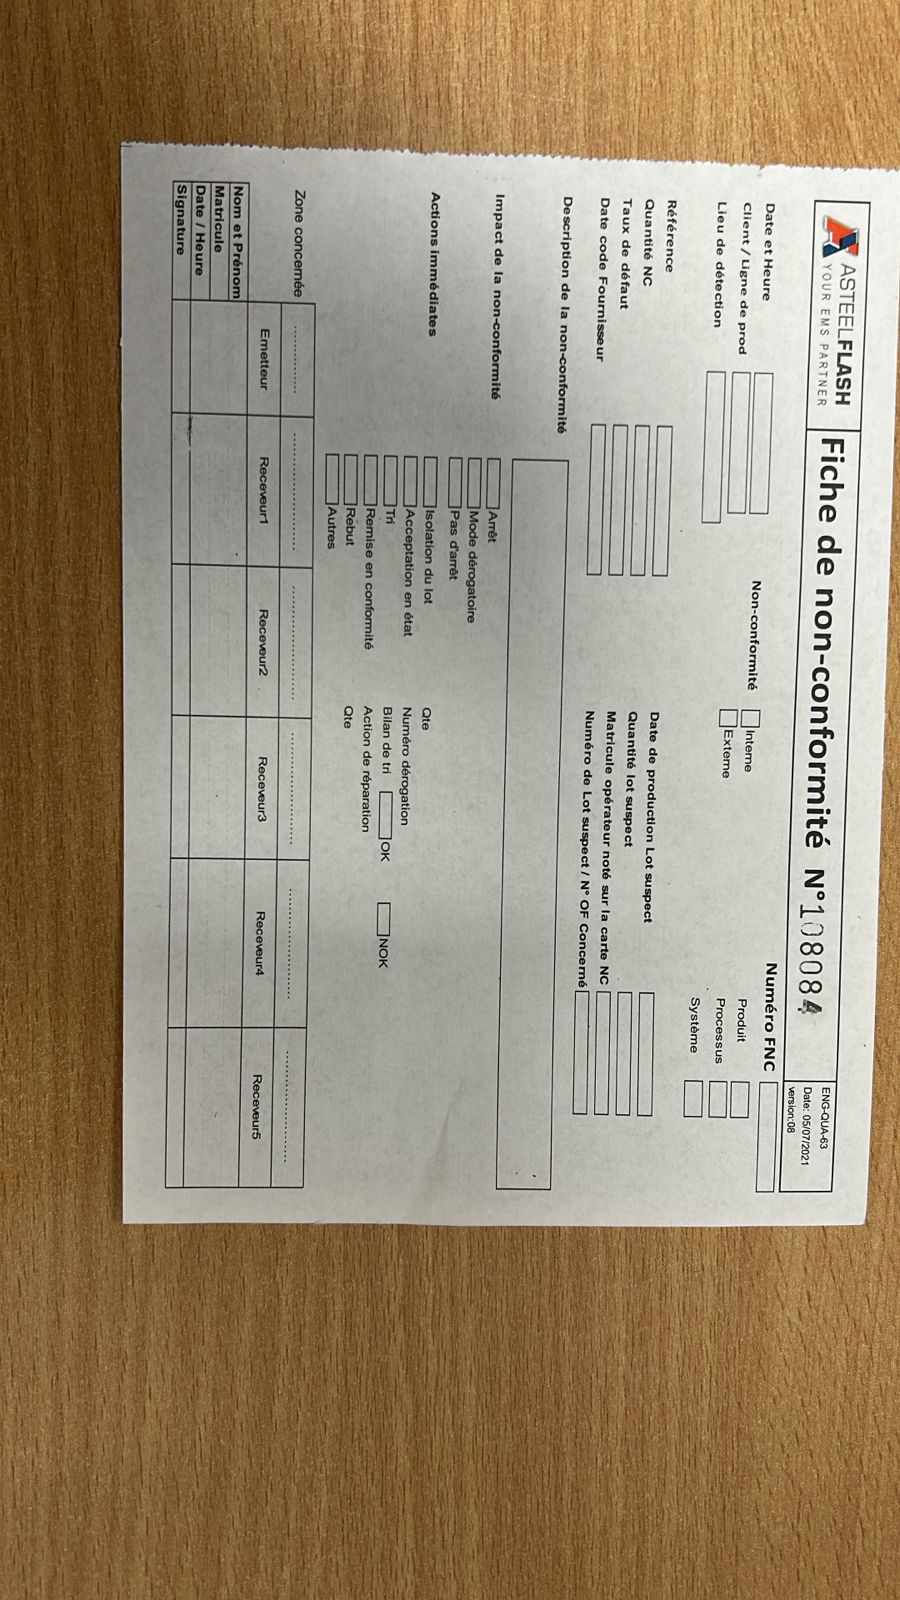 ASTEELFLASH
YOUR EMS PARTNER
Fiche de non-conformité N°108084
ENG-QUA-63
Date: 05/07/2021
version:08
Numéro FNC
Date et Heure
Client / Ligne de prod
Lieu de détection
Non-conformité
Interne
Externe
Produit
Processus
Système
Référence
Quantité NC
Taux de défaut
Date code Fournisseur
Date de production Lot suspect
Quantité lot suspect
Matricule opérateur noté sur la carte NC
Numéro de Lot suspect / N° OF Concerné
Description de la non-conformité
Impact de la non-conformité
Arrêt
Mode dérogatoire
Pas d'arrêt
Actions immédiates
Isolation du lot Qte
Acceptation en état Numéro dérogation
Tri Bilan de tri OK NOK
Remise en conformité Action de réparation
Rebut Qte
Autres
Zone concernée ............. ............. ............. ............. ............. .............
Emetteur Receveur1 Receveur2 Receveur3 Receveur4 Receveur5
Nom et Prénom
Matricule
Date / Heure
Signature